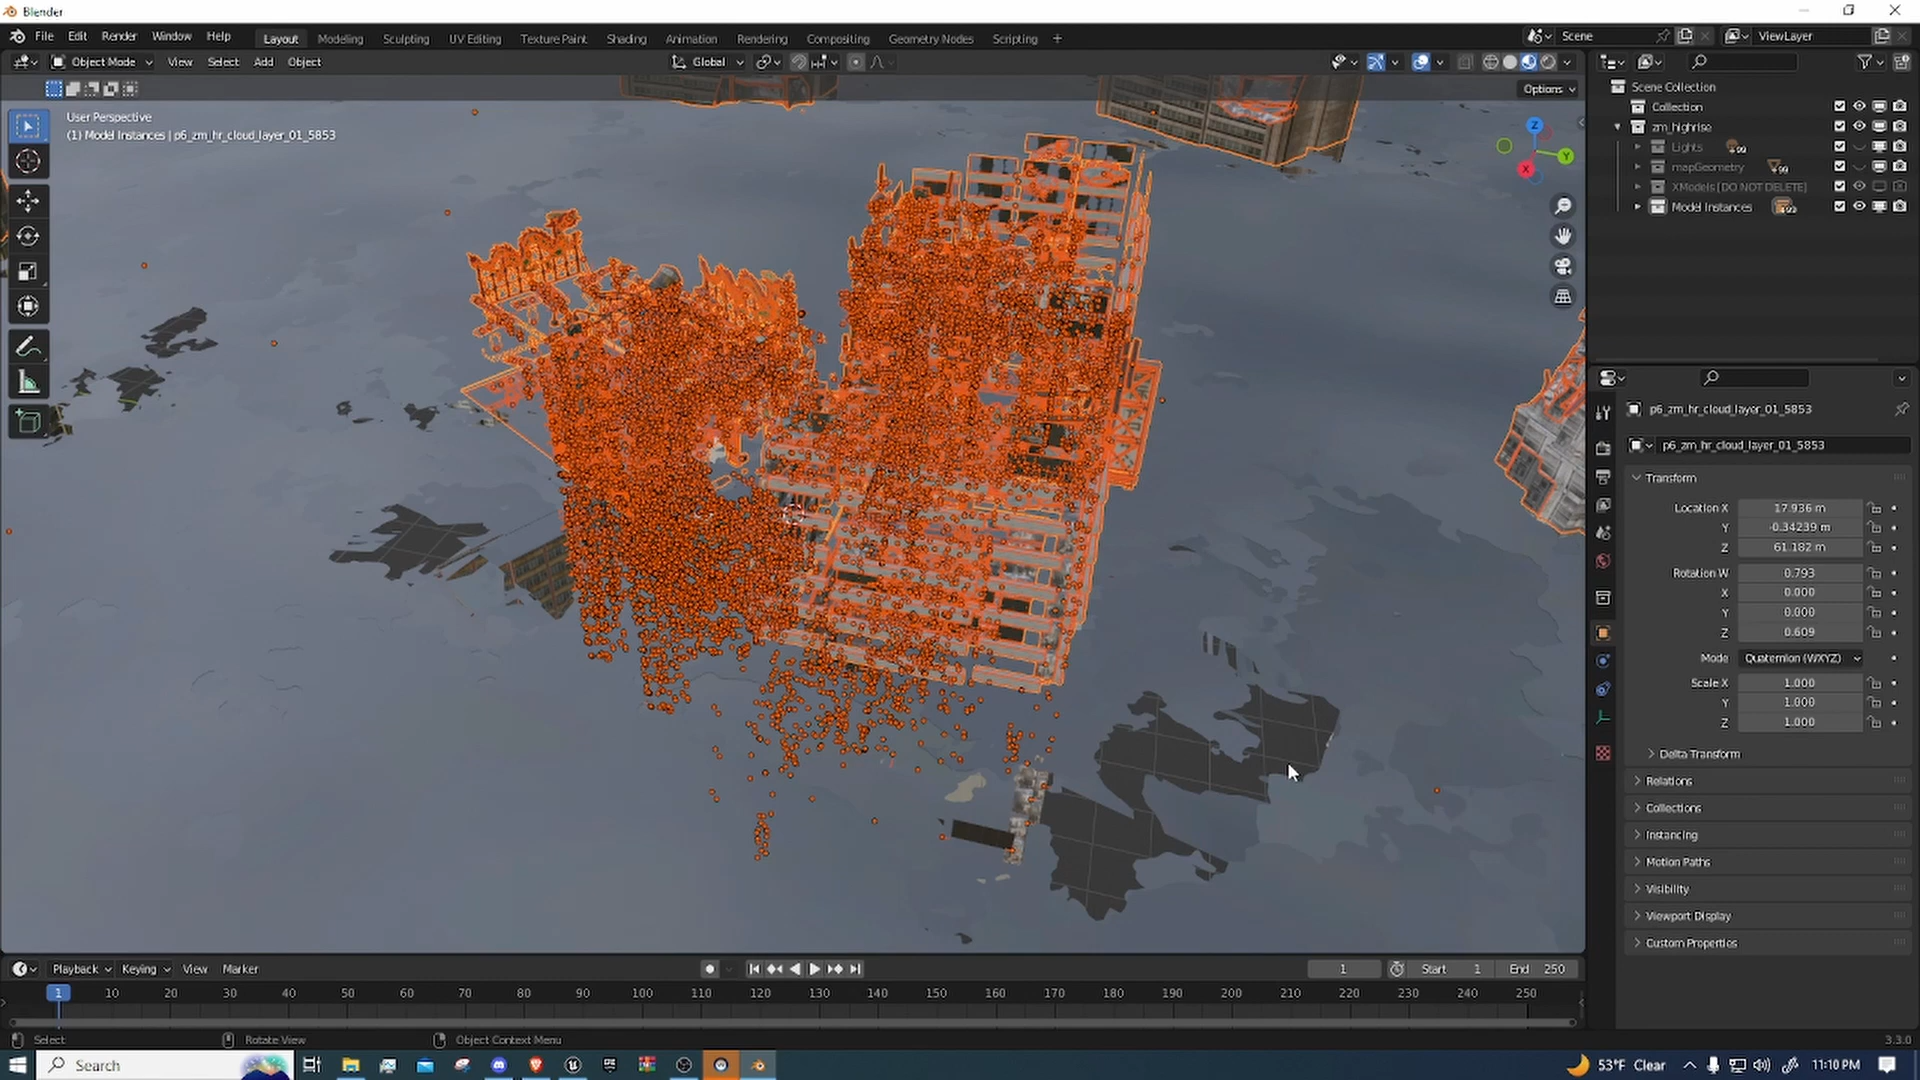 Blender
File Edit Render Window Help
Layout Modeling Sculpting UV Editing Texture Paint Shading Animation Rendering Compositing Geometry Nodes Scripting +
Scene
ViewLayer
Object Mode View Select Add Object
Global
Options
User Perspective
(1) Model Instances | p6_zm_hr_cloud_layer_01_5853
Z
Y
X
Scene Collection
Collection
zm_highrise
Lights 99
mapGeometry 99
XModels [DO NOT DELETE]
Model Instances 99
p6_zm_hr_cloud_layer_01_5853
p6_zm_hr_cloud_layer_01_5853
Transform
Location X 17.936 m
Y -0.34239 m
Z 61.182 m
Rotation W 0.793
X 0.000
Y 0.000
Z 0.609
Mode Quaternion (WXYZ)
Scale X 1.000
Y 1.000
Z 1.000
Delta Transform
Relations
Collections
Instancing
Motion Paths
Visibility
Viewport Display
Custom Properties
Playback Keying View Marker
1 Start 1 End 250
1 10 20 30 40 50 60 70 80 90 100 110 120 130 140 150 160 170 180 190 200 210 220 230 240 250
Select Rotate View Object Context Menu 3.3.0
Search
53°F Clear 11:10 PM